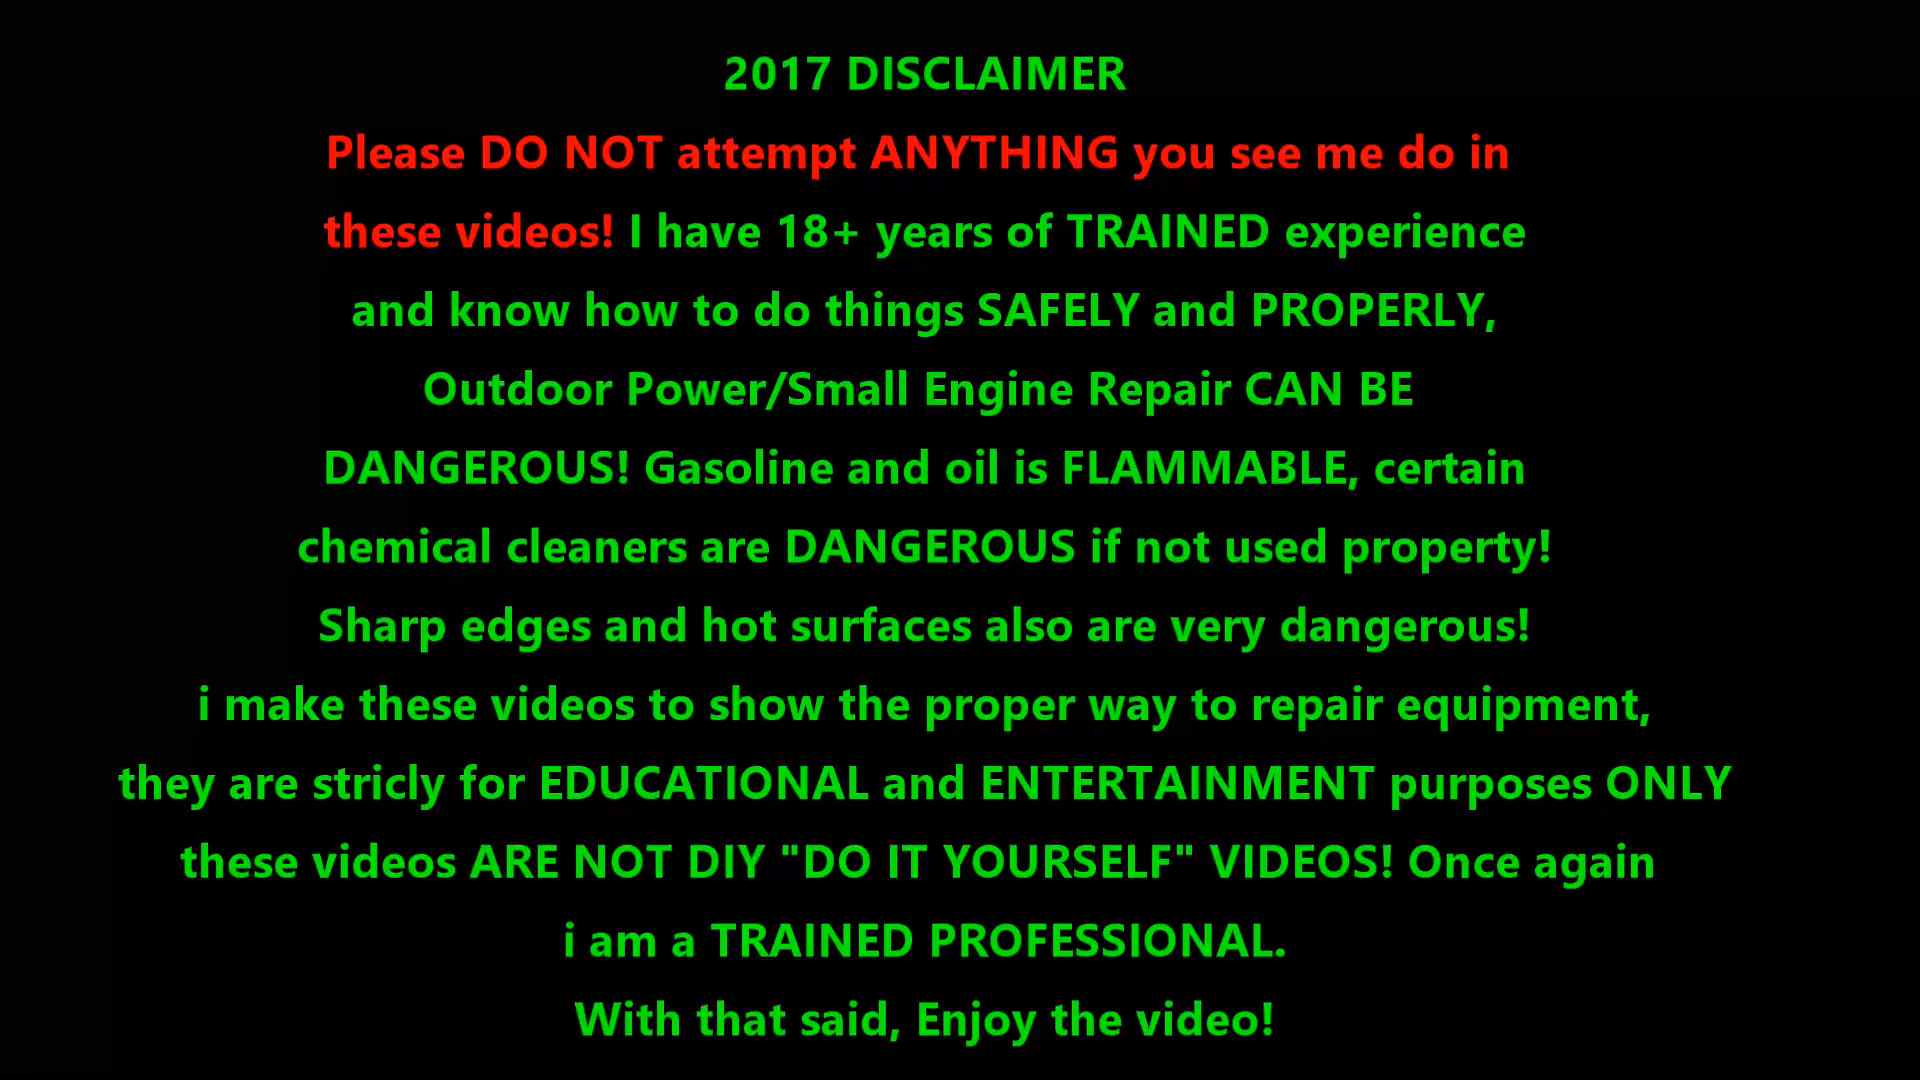 2017 DISCLAIMER
Please DO NOT attempt ANYTHING you see me do in
these videos! I have 18+ years of TRAINED experience
and know how to do things SAFELY and PROPERLY,
Outdoor Power/Small Engine Repair CAN BE
DANGEROUS! Gasoline and oil is FLAMMABLE, certain
chemical cleaners are DANGEROUS if not used property!
Sharp edges and hot surfaces also are very dangerous!
i make these videos to show the proper way to repair equipment,
they are stricly for EDUCATIONAL and ENTERTAINMENT purposes ONLY
these videos ARE NOT DIY "DO IT YOURSELF" VIDEOS! Once again
i am a TRAINED PROFESSIONAL.
With that said, Enjoy the video!